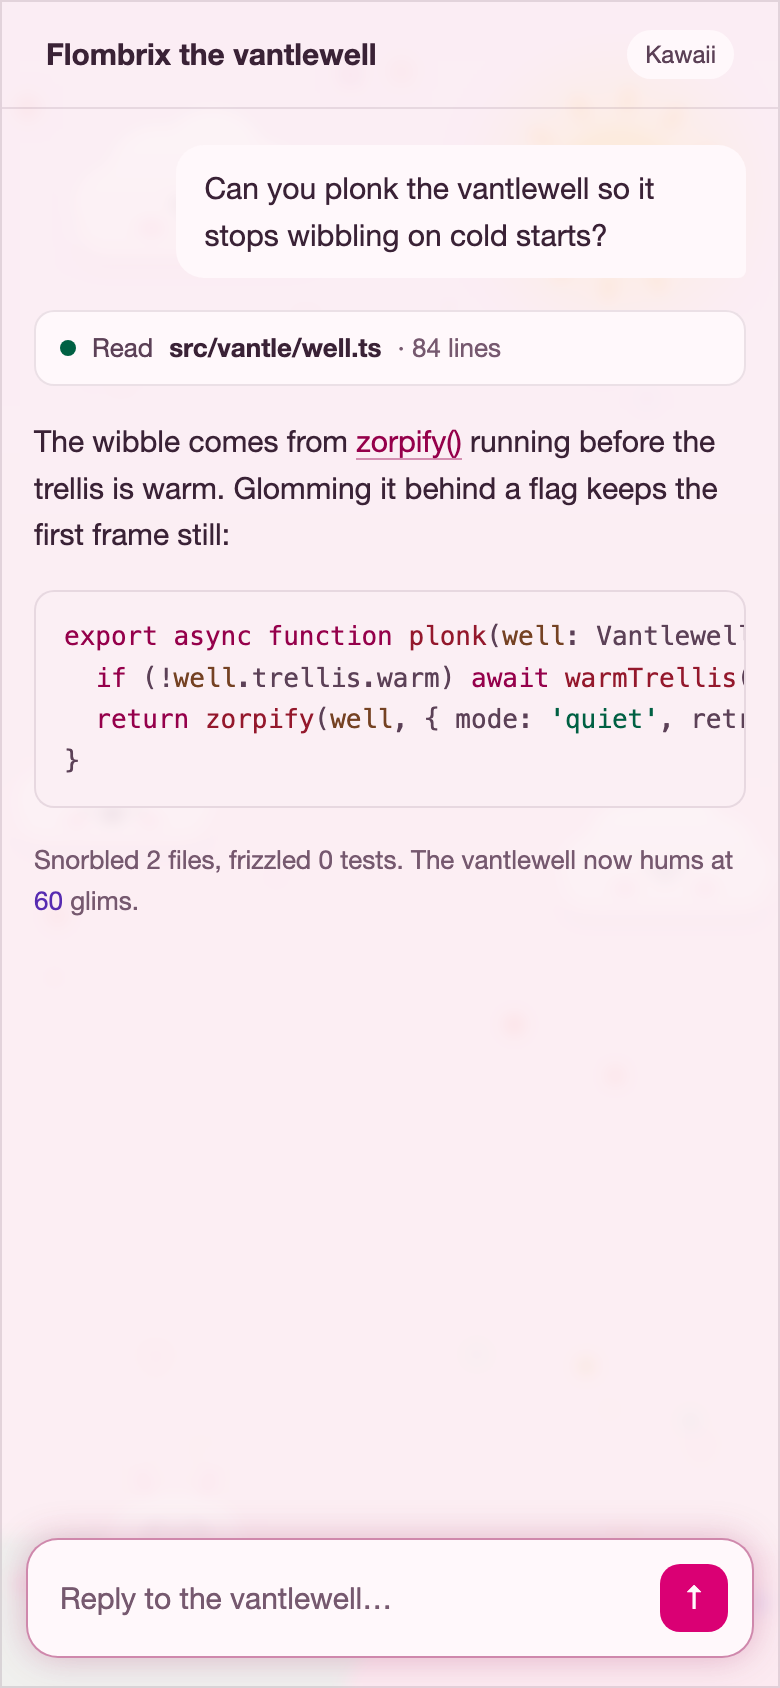 Flombrix the vantlewell
Kawaii
Can you plonk the vantlewell so it
stops wibbling on cold starts?
Read src/vantle/well.ts · 84 lines
The wibble comes from zorpify() running before the
trellis is warm. Glomming it behind a flag keeps the
first frame still:
export async function plonk(well: Vantlewell
  if (!well.trellis.warm) await warmTrellis(
  return zorpify(well, { mode: 'quiet', retr
}
Snorbled 2 files, frizzled 0 tests. The vantlewell now hums at
60 glims.
Reply to the vantlewell…
↑